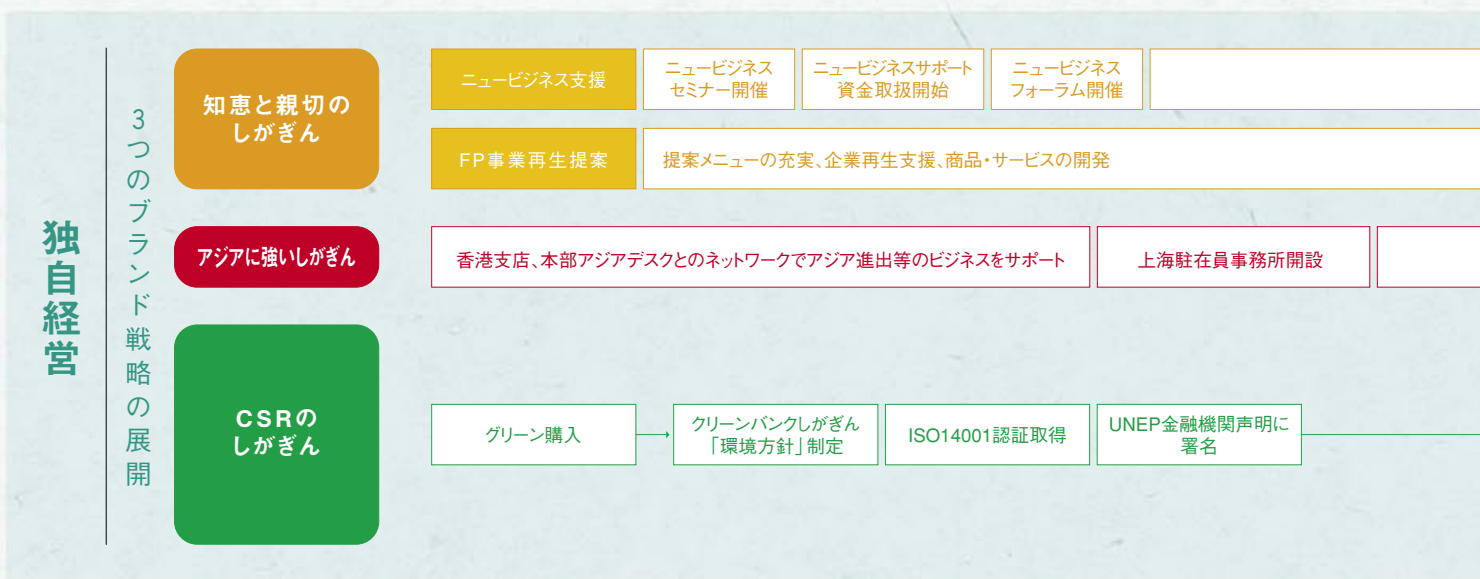 独自経営
3つのブランド戦略の展開
知恵と親切の
しがぎん
ニュービジネス支援
ニュービジネス
セミナー開催
ニュービジネスサポート
資金取扱開始
ニュービジネス
フォーラム開催
FP事業再生提案
提案メニューの充実、企業再生支援、商品・サービスの開発
アジアに強いしがぎん
香港支店、本部アジアデスクとのネットワークでアジア進出等のビジネスをサポート
上海駐在員事務所開設
CSRの
しがぎん
グリーン購入
クリーンバンクしがぎん
「環境方針」制定
ISO14001認証取得
UNEP金融機関声明に
署名